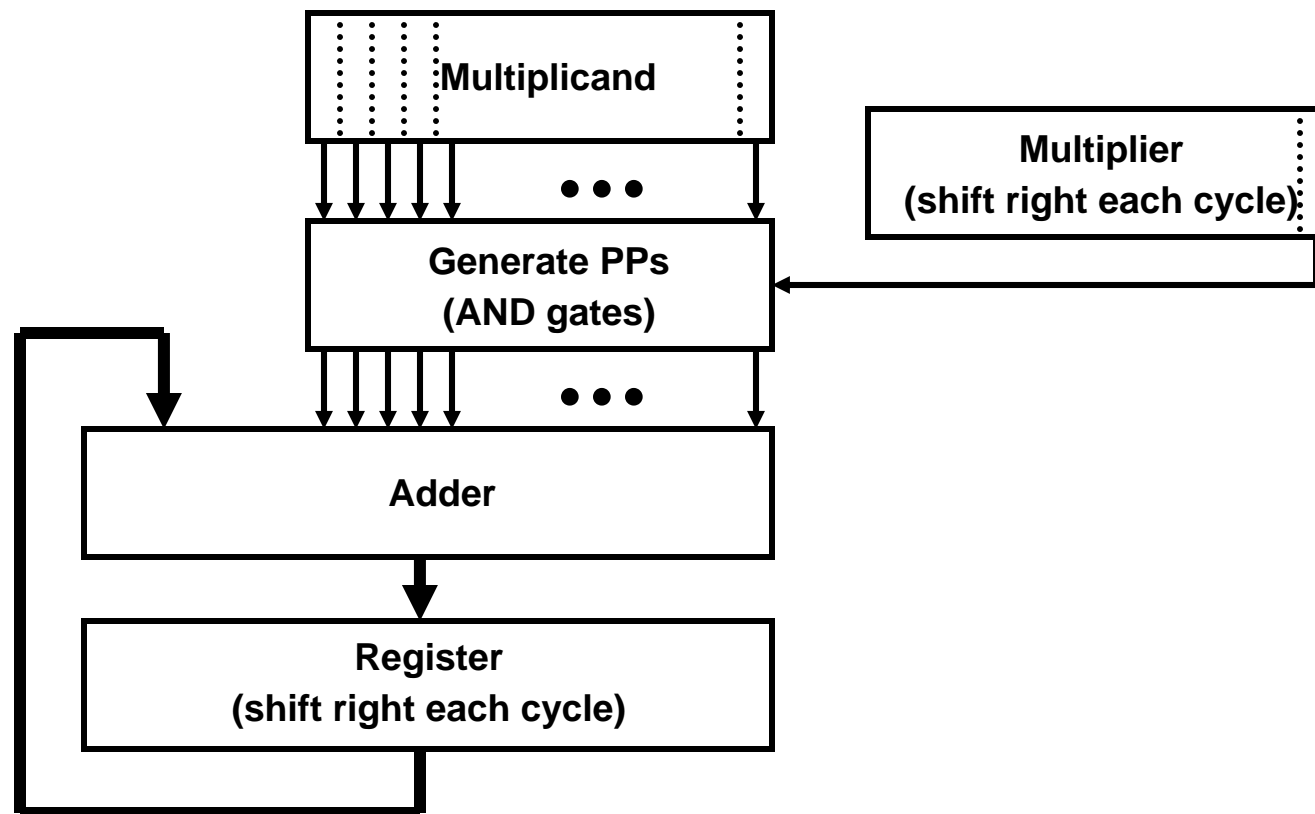 Multiplicand
Multiplier
(shift right each cycle)
Generate PPs
(AND gates)
Adder
Register
(shift right each cycle)